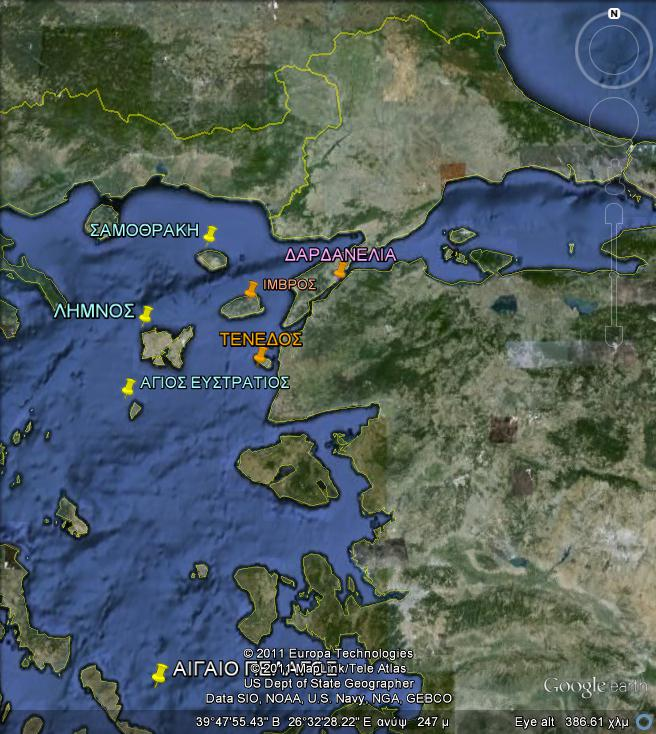 N
ΣΑΜΟΘΡΑΚΗ
ΔΑΡΔΑΝΕΛΙΑ
ΙΜΒΡΟΣ
ΛΗΜΝΟΣ
ΤΕΝΕΔΟΣ
ΑΓΙΟΣ ΕΥΣΤΡΑΤΙΟΣ
© 2011 Europa Technologies
ΑΙΓΑΙΟ ΠΕΛΑΓΟΣ
© 2011 MapLink/Tele Atlas
US Dept of State Geographer
Data SIO, NOAA, U.S. Navy, NGA, GEBCO
Google earth
39°47'55.43" Β 26°32'28.22" Ε ανύψ 247 μ Eye alt 386.61 χλμ